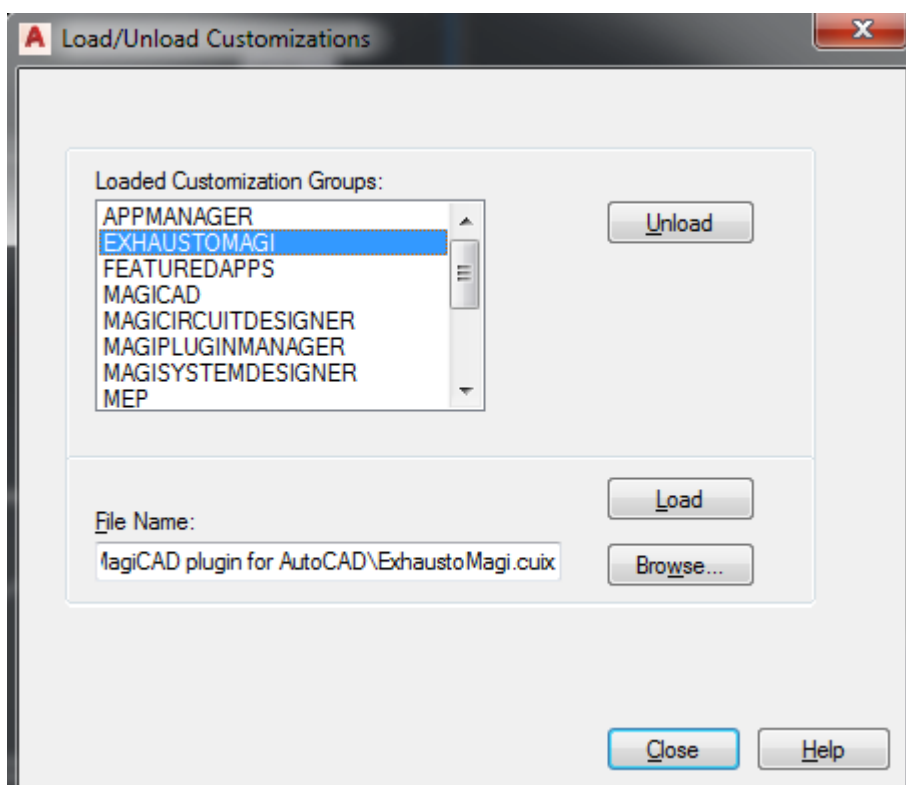 A Load/Unload Customizations
Loaded Customization Groups:
APPMANAGER
EXHAUSTOMAGI
FEATUREDAPPS
MAGICAD
MAGICIRCUITDESIGNER
MAGIPLUGINMANAGER
MAGISYSTEMDESIGNER
MEP
Unload
File Name:
MagiCAD plugin for AutoCAD\ExhaustoMagi.cuix
Load
Browse...
Close
Help